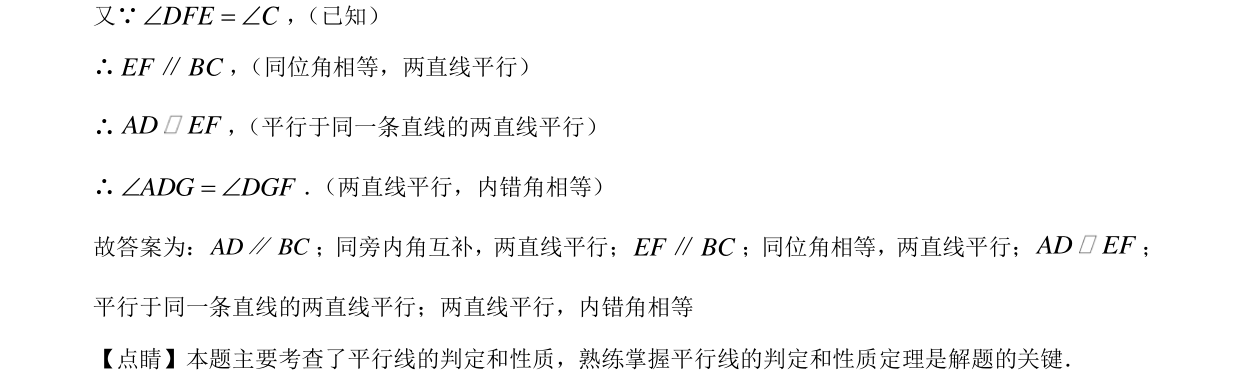 又∵∠DFE=∠C，（已知）
∴EF∥BC，（同位角相等，两直线平行）
∴AD□EF，（平行于同一条直线的两直线平行）
∴∠ADG=∠DGF．（两直线平行，内错角相等）
故答案为：AD∥BC；同旁内角互补，两直线平行；EF∥BC；同位角相等，两直线平行；AD□EF；
平行于同一条直线的两直线平行；两直线平行，内错角相等
【点睛】本题主要考查了平行线的判定和性质，熟练掌握平行线的判定和性质定理是解题的关键．